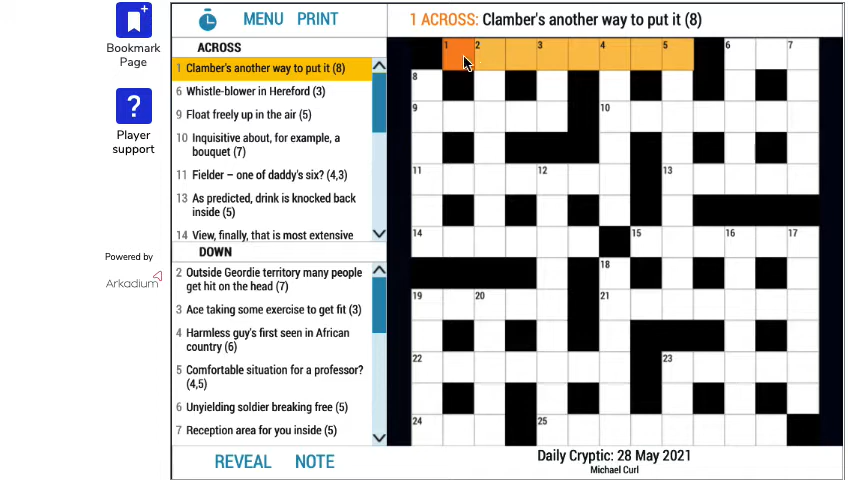 Bookmark
Page
?
Player
support
Powered by
Arkadium
MENU PRINT
1 ACROSS: Clamber's another way to put it (8)
ACROSS
1 Clamber's another way to put it (8)
6 Whistle-blower in Hereford (3)
9 Float freely up in the air (5)
10 Inquisitive about, for example, a
bouquet (7)
11 Fielder – one of daddy's six? (4,3)
13 As predicted, drink is knocked back
inside (5)
14 View, finally, that is most extensive
DOWN
2 Outside Geordie territory many people
get hit on the head (7)
3 Ace taking some exercise to get fit (3)
4 Harmless guy's first seen in African
country (6)
5 Comfortable situation for a professor?
(4,5)
6 Unyielding soldier breaking free (5)
7 Reception area for you inside (5)
REVEAL NOTE
1 2 3 4 5 6 7
8
9 10
11 12 13
14 15 16 17
18
19 20 21
22 23
24 25
Daily Cryptic: 28 May 2021
Michael Curl